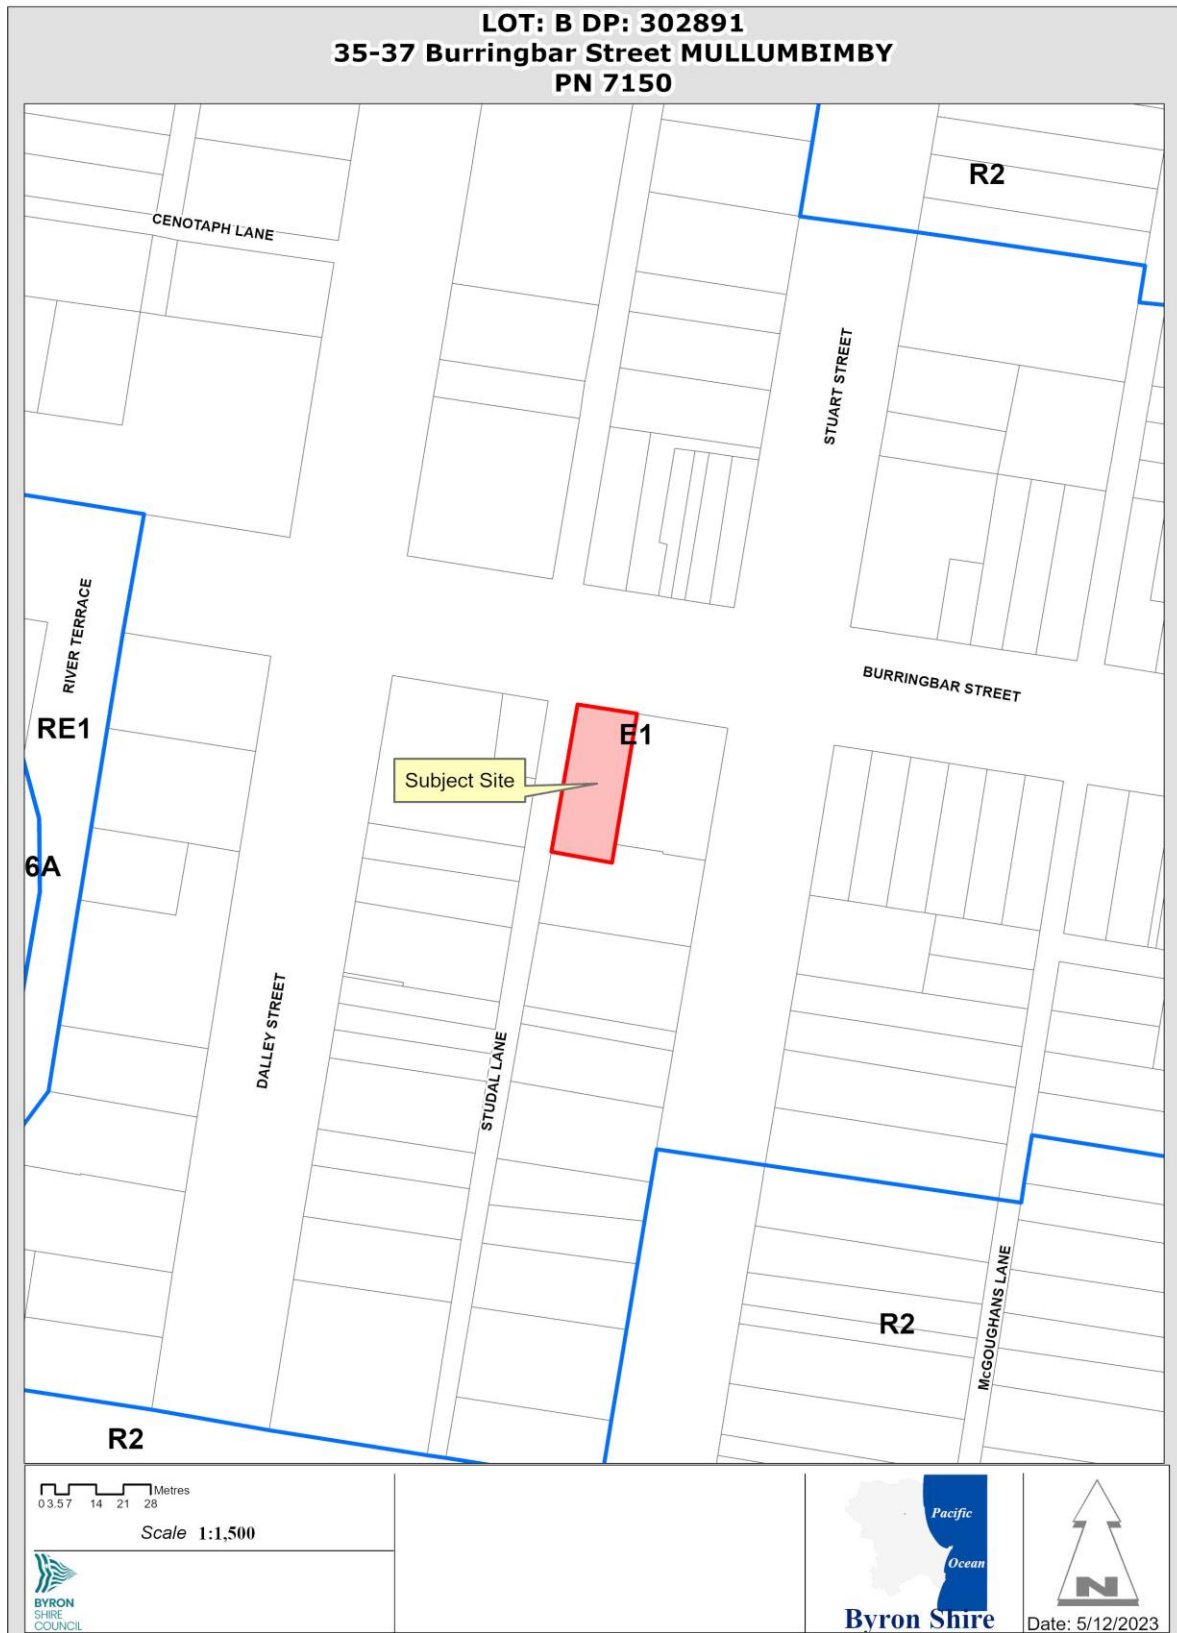 LOT: B DP: 302891
35-37 Burringbar Street MULLUMBIMBY
PN 7150
R2
CENOTAPH LANE
STUART STREET
RIVER TERRACE
BURRINGBAR STREET
RE1
E1
Subject Site
6A
DALLEY STREET
STUDAL LANE
McGOUGHANS LANE
R2
R2
Metres
0 3.5 7 14 21 28
Scale 1:1,500
BYRON
SHIRE
COUNCIL
Pacific
Ocean
Byron Shire
N
Date: 5/12/2023